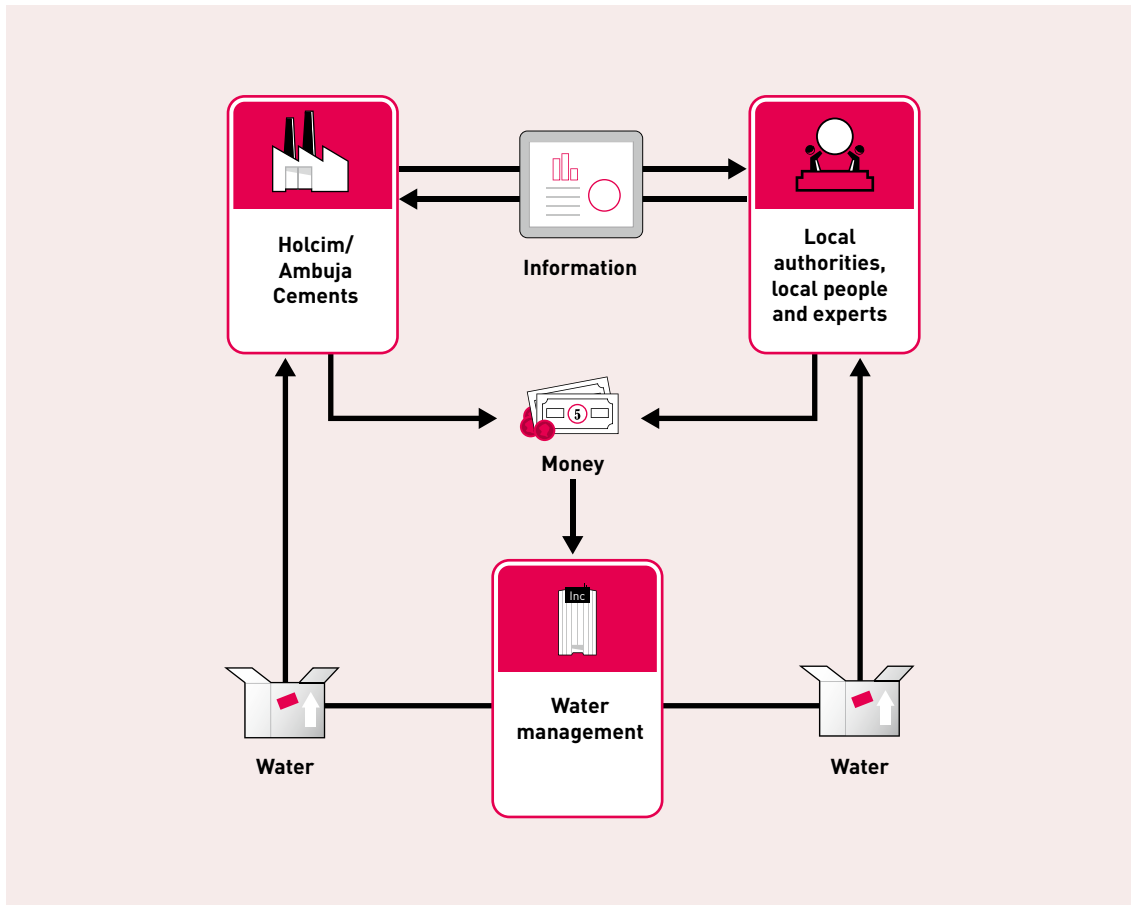 Holcim/
Ambuja
Cements
Information
Local
authorities,
local people
and experts
5
Money
Inc
Water
management
Water
Water